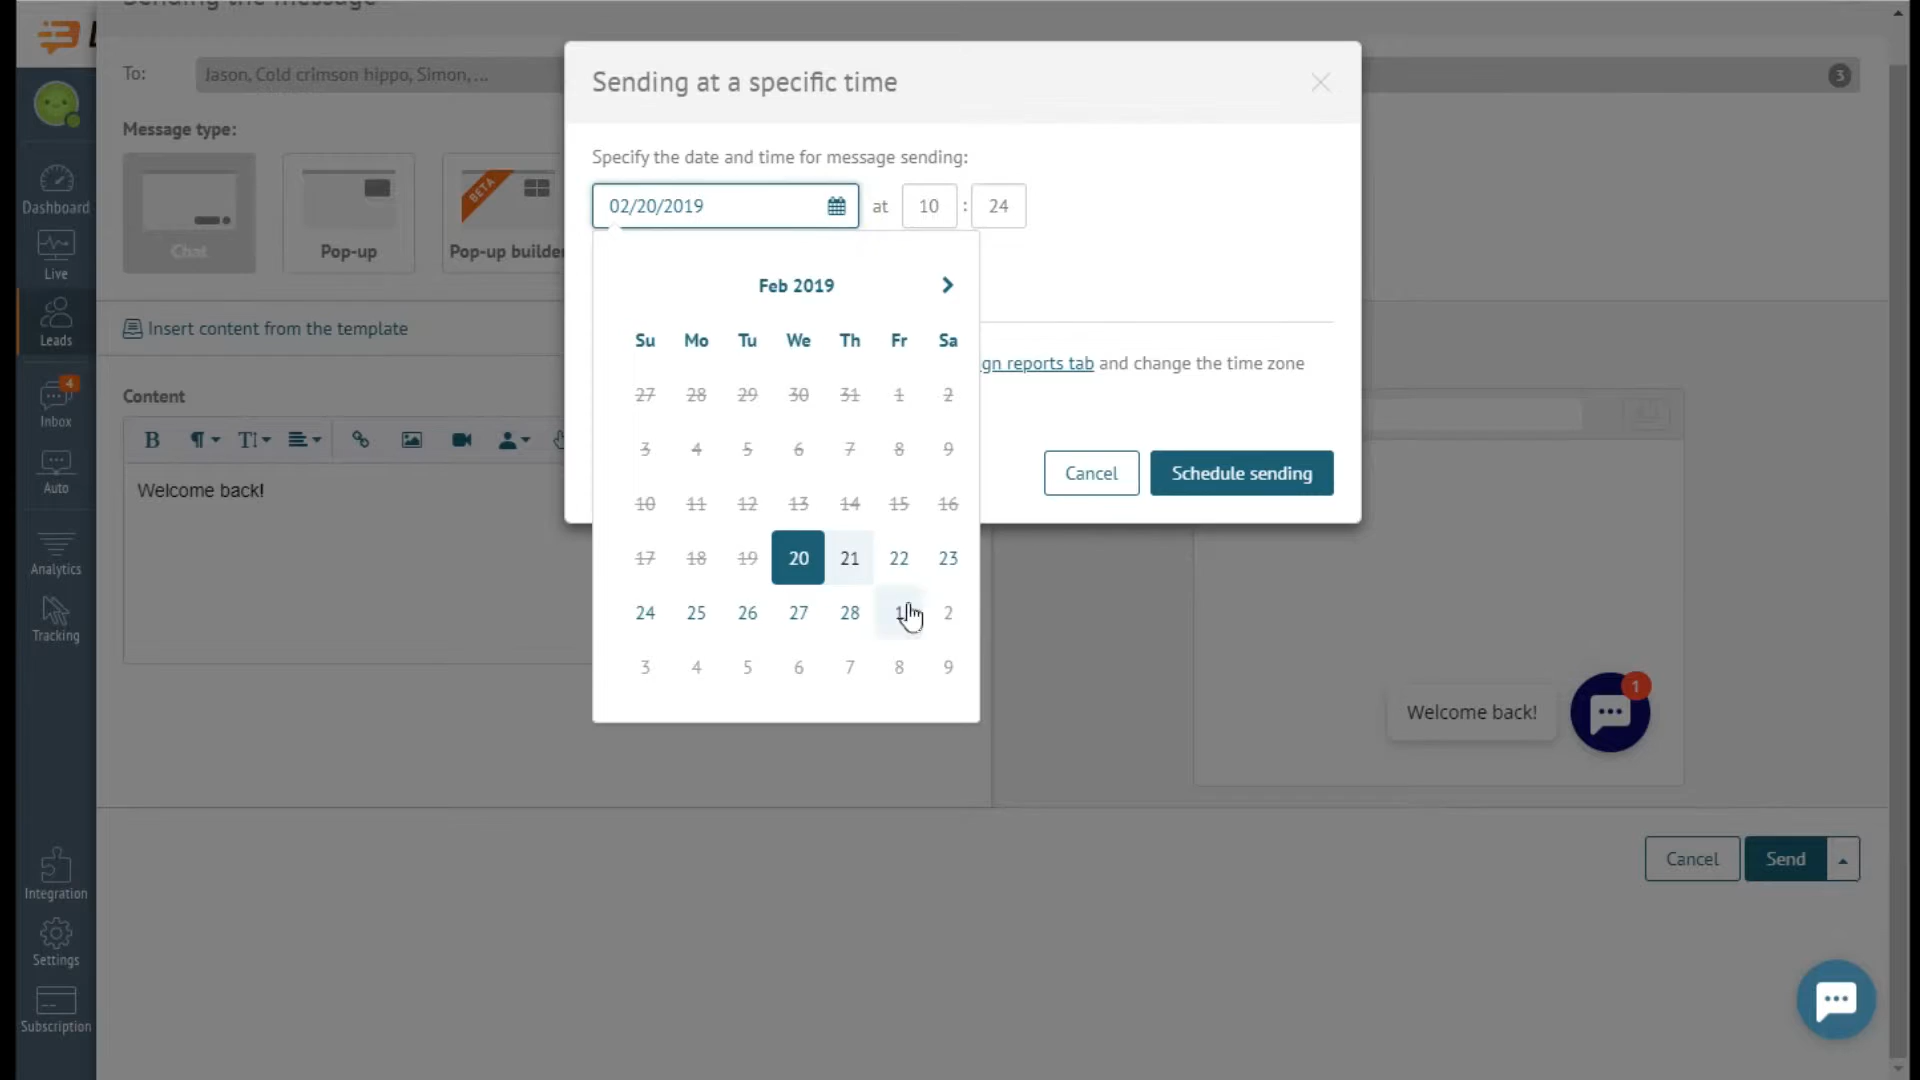 Sending the message
To:
Jason, Cold crimson hippo, Simon, ...
3
Message type:
Chat
Pop-up
BETA
Pop-up builder
Insert content from the template
Content
B
Welcome back!
Dashboard
Live
Leads
4
Inbox
Auto
Analytics
Tracking
Integration
Settings
Subscription
Sending at a specific time
Specify the date and time for message sending:
02/20/2019 at 10 : 24
Feb 2019
Su Mo Tu We Th Fr Sa
27 28 29 30 31 1 2
3 4 5 6 7 8 9
10 11 12 13 14 15 16
17 18 19 20 21 22 23
24 25 26 27 28 1 2
3 4 5 6 7 8 9
gn reports tab and change the time zone
Cancel
Schedule sending
Welcome back!
1
Cancel
Send